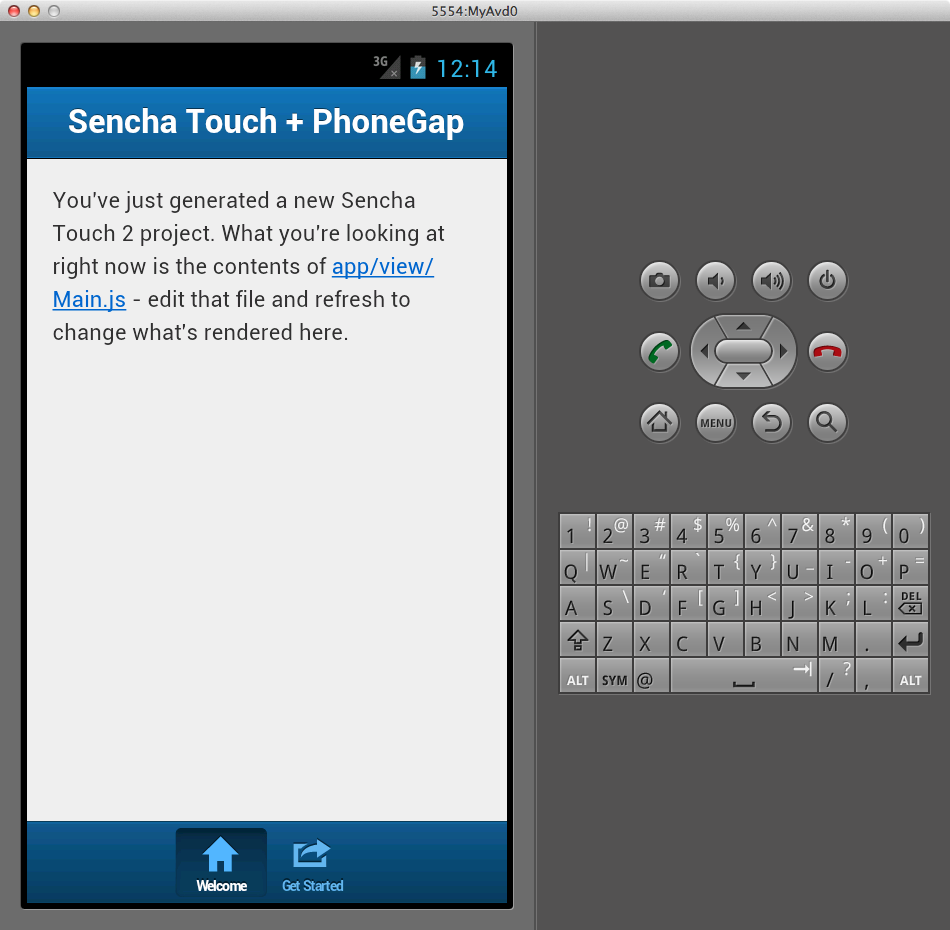 5554:MyAvd0
3G 12:14
Sencha Touch + PhoneGap
You've just generated a new Sencha
Touch 2 project. What you're looking at
right now is the contents of app/view/
Main.js - edit that file and refresh to
change what's rendered here.
Welcome Get Started
MENU
1 ! 2 @ 3 # 4 $ 5 % 6 ^ 7 & 8 * 9 ( 0 )
Q | W ~ E “ R ` T { Y } U _ I - O + P =
A S \ D ‘ F [ G ] H < J > K ; L : DEL
Z X C V B N M .
ALT SYM @ / ? , ALT